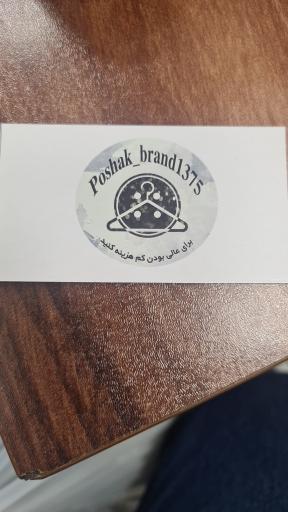 Poshak_brand1375
برای عالی بودن کم هزینه کنید